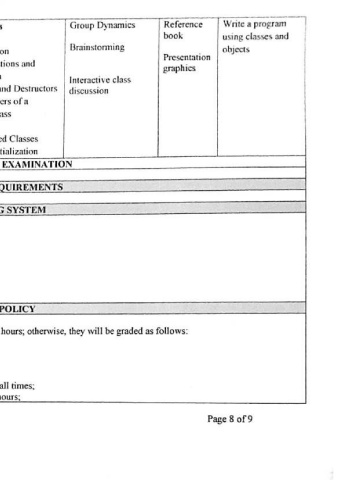 s
on
tions and
n
and Destructors
ers of a
ass
ed Classes
tialization
Group Dynamics
Brainstorming
Interactive class
discussion
Reference
book
Presentation
graphics
Write a program
using classes and
objects
EXAMINATION
QUIREMENTS
G SYSTEM
POLICY
hours; otherwise, they will be graded as follows:
all times;
hours;
Page 8 of 9